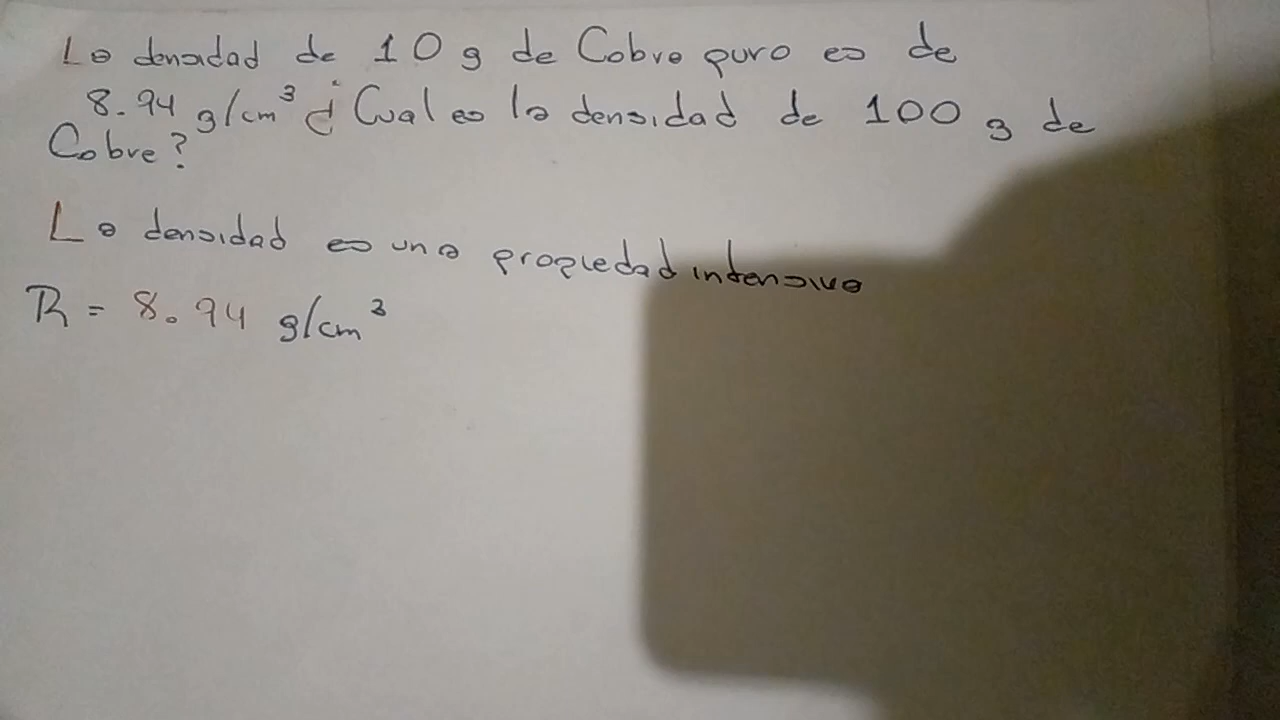 La densidad de 10 g de Cobre puro es de
8.94 g/cm³ ¿Cual es la densidad de 100 g de
Cobre?
La densidad es una propiedad intensiva
R = 8.94 g/cm³